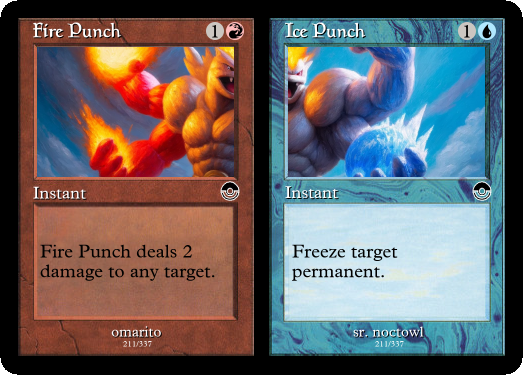 Fire Punch 1
Instant
Fire Punch deals 2
damage to any target.
omarito
211/337
Ice Punch 1
Instant
Freeze target
permanent.
sr. noctowl
211/337